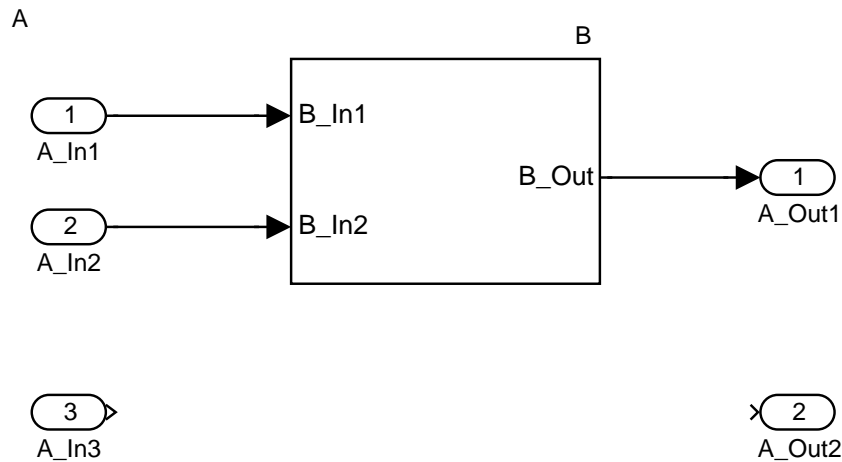 A
B
1
A_In1
B_In1
B_Out
1
A_Out1
2
A_In2
B_In2
3
A_In3
2
A_Out2